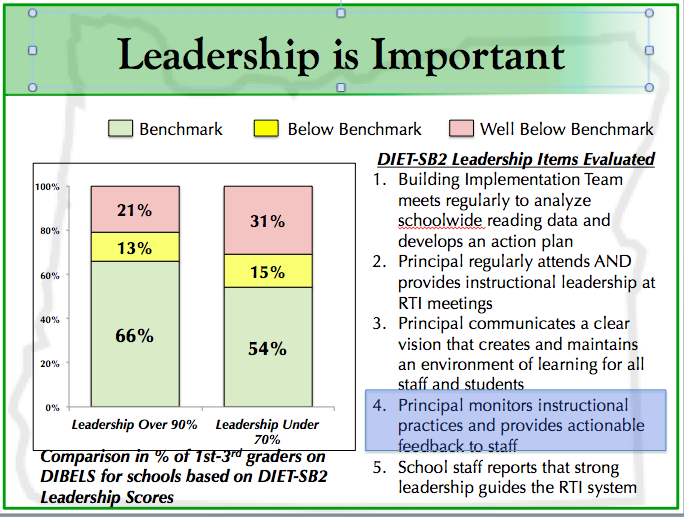 Leadership is Important
Benchmark
Below Benchmark
Well Below Benchmark
100%
80%
60%
40%
20%
0%
21%
13%
66%
31%
15%
54%
Leadership Over 90%
Leadership Under
70%
Comparison in % of 1st-3rd graders on
DIBELS for schools based on DIET-SB2
Leadership Scores
DIET-SB2 Leadership Items Evaluated
1. Building Implementation Team
meets regularly to analyze
schoolwide reading data and
develops an action plan
2. Principal regularly attends AND
provides instructional leadership at
RTI meetings
3. Principal communicates a clear
vision that creates and maintains
an environment of learning for all
staff and students
4. Principal monitors instructional
practices and provides actionable
feedback to staff
5. School staff reports that strong
leadership guides the RTI system